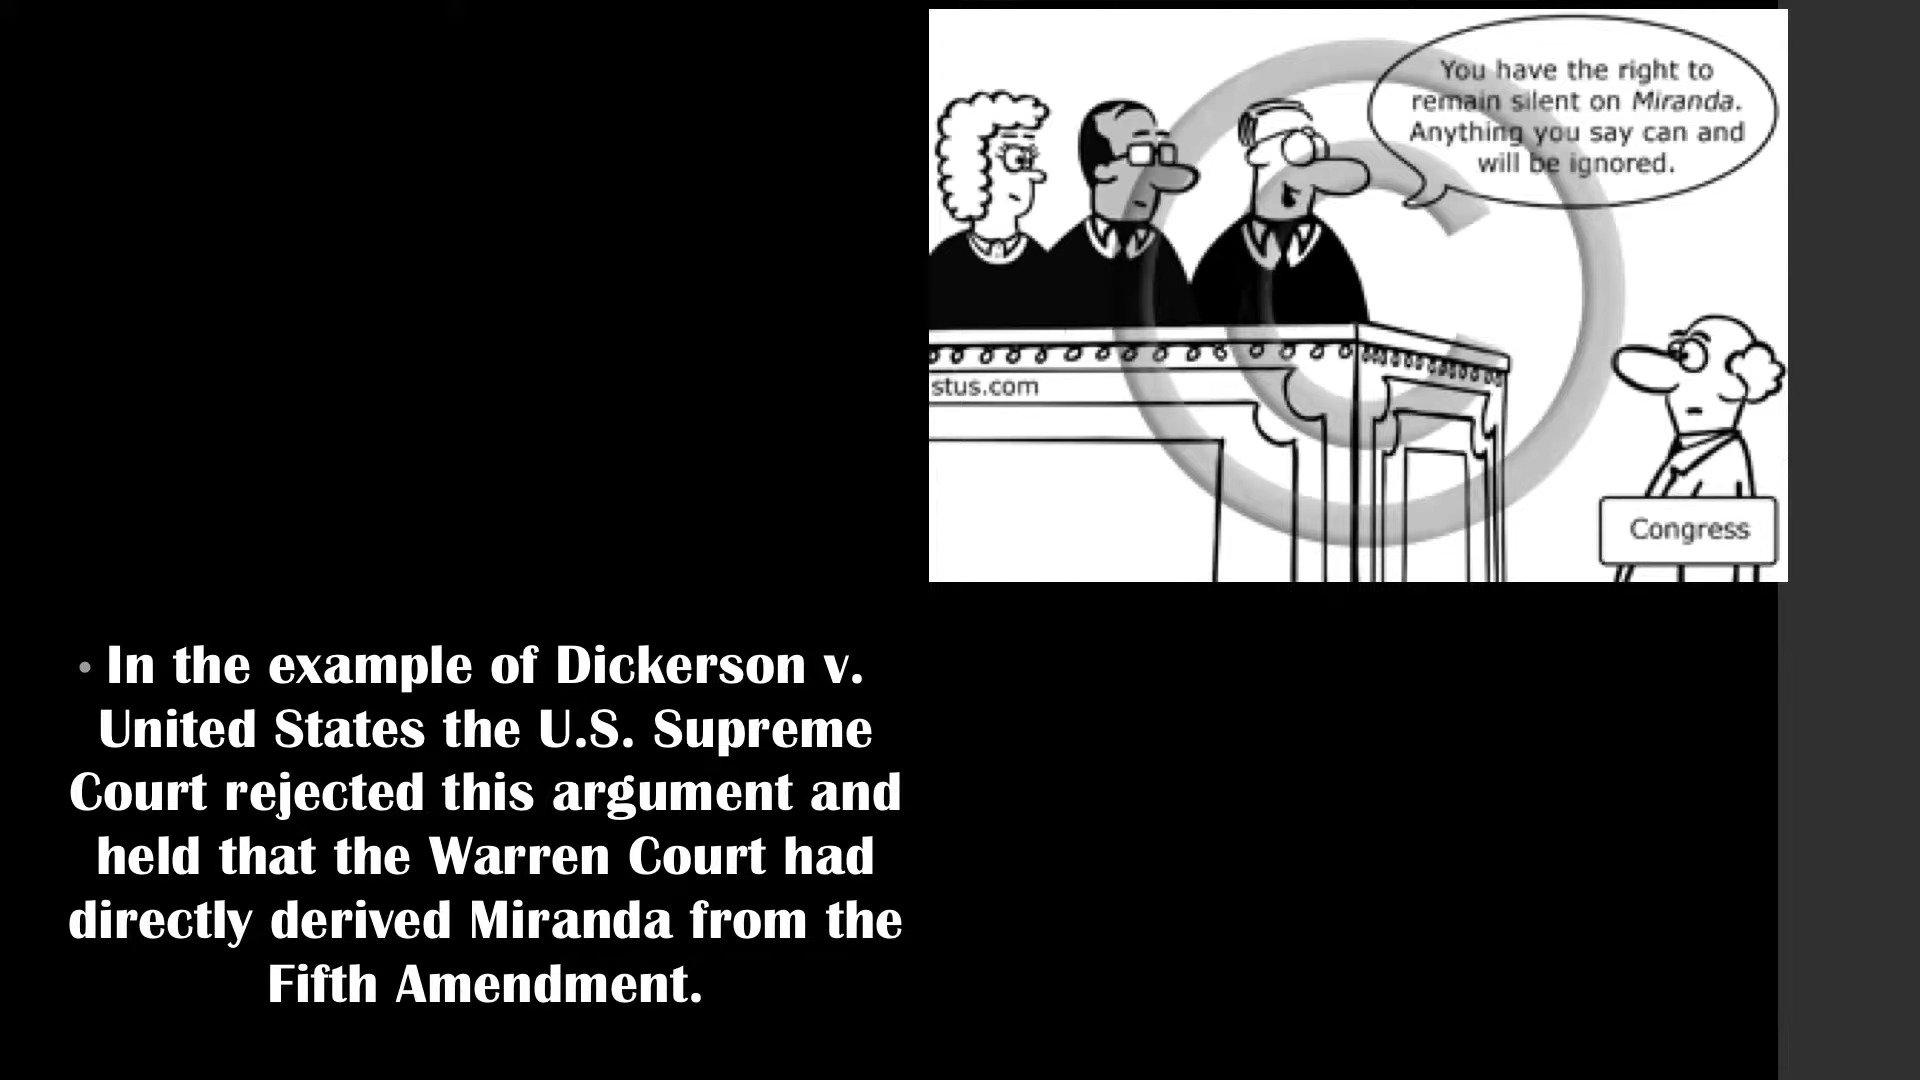 You have the right to
remain silent on Miranda.
Anything you say can and
will be ignored.
stus.com
Congress
• In the example of Dickerson v.
United States the U.S. Supreme
Court rejected this argument and
held that the Warren Court had
directly derived Miranda from the
Fifth Amendment.